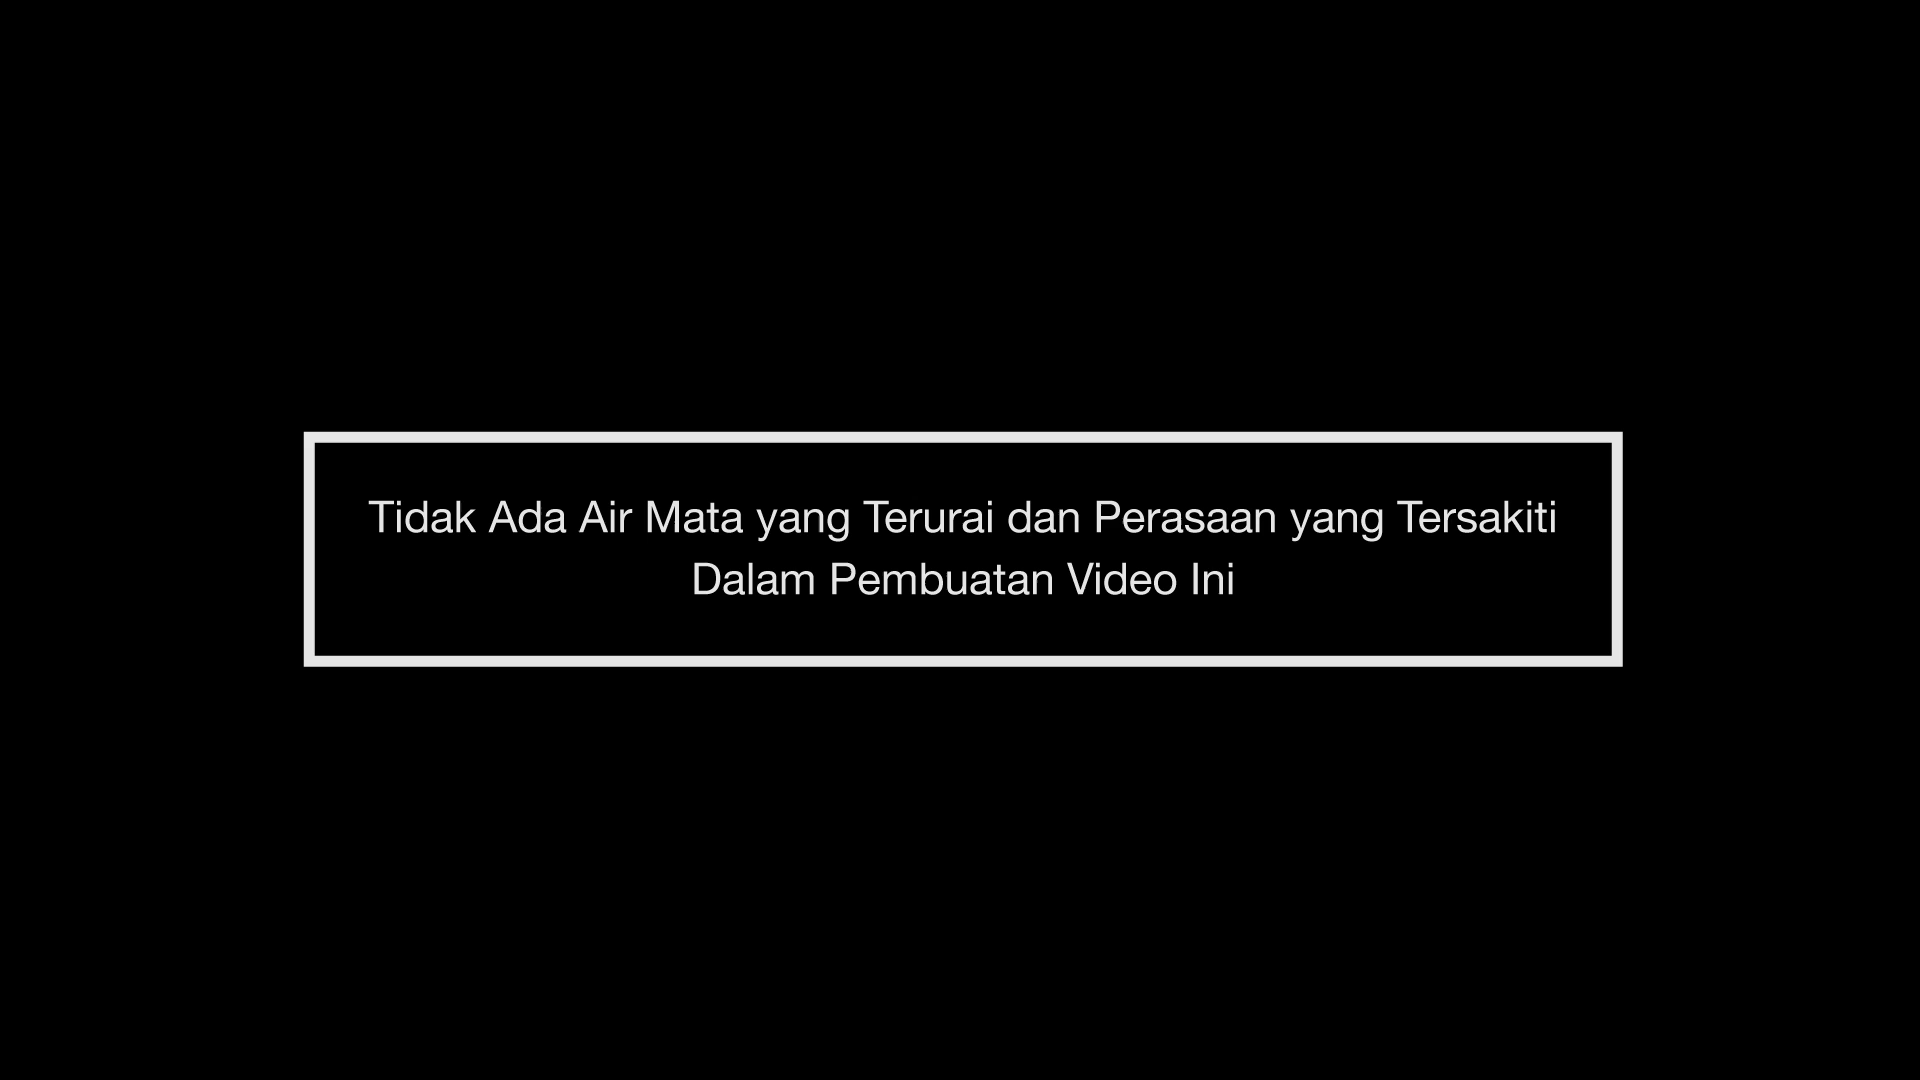 Tidak Ada Air Mata yang Terurai dan Perasaan yang Tersakiti
Dalam Pembuatan Video Ini